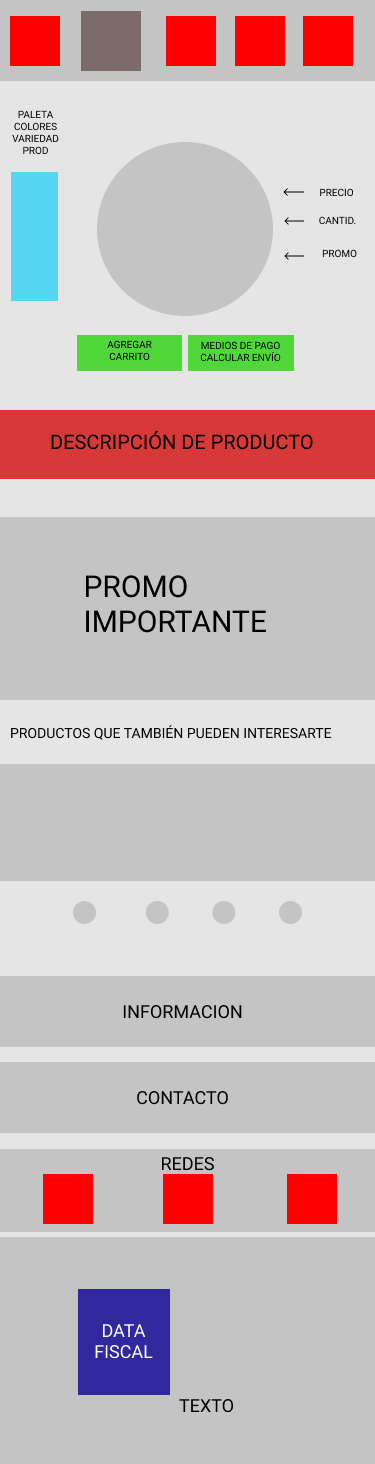 PALETA
COLORES
VARIEDAD
PROD
PRECIO
CANTID.
PROMO
AGREGAR
CARRITO
MEDIOS DE PAGO
CALCULAR ENVÍO
DESCRIPCIÓN DE PRODUCTO
PROMO
IMPORTANTE
PRODUCTOS QUE TAMBIÉN PUEDEN INTERESARTE
INFORMACION
CONTACTO
REDES
DATA
FISCAL
TEXTO